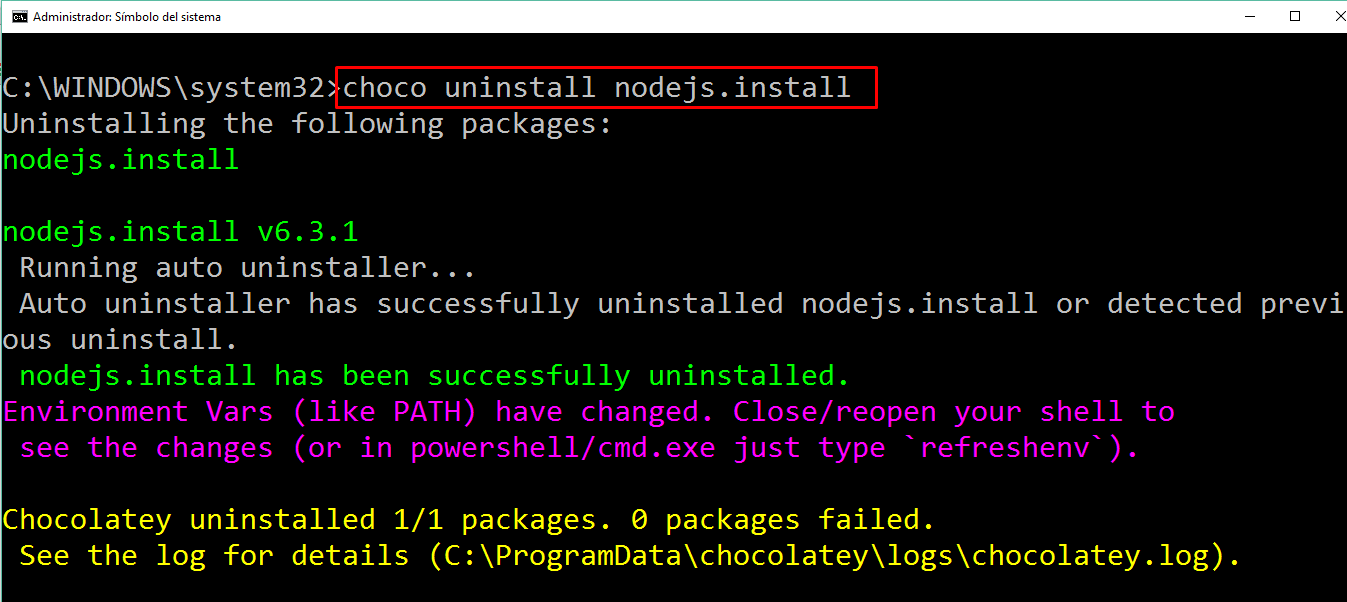 Administrador: Símbolo del sistema
C:\WINDOWS\system32>choco uninstall nodejs.install
Uninstalling the following packages:
nodejs.install
nodejs.install v6.3.1
 Running auto uninstaller...
 Auto uninstaller has successfully uninstalled nodejs.install or detected previ
ous uninstall.
 nodejs.install has been successfully uninstalled.
Environment Vars (like PATH) have changed. Close/reopen your shell to
 see the changes (or in powershell/cmd.exe just type `refreshenv`).
Chocolatey uninstalled 1/1 packages. 0 packages failed.
 See the log for details (C:\ProgramData\chocolatey\logs\chocolatey.log).